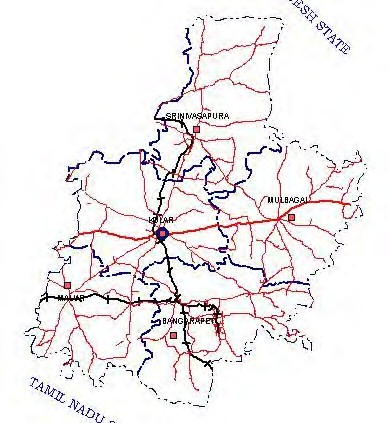 ESH STATE
SRINIVASAPURA
MULBAGAL
KOLAR
MALUR
BANGARAPET
TAMIL NADU